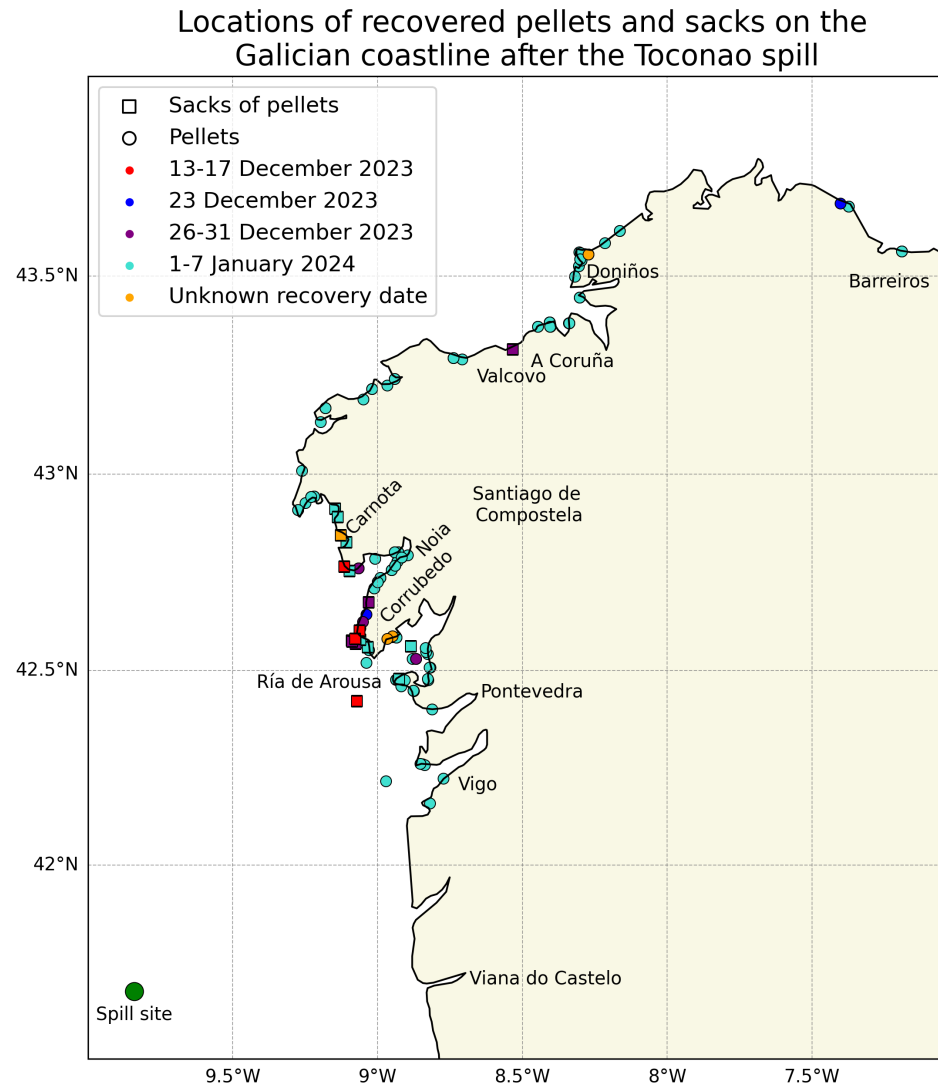 Locations of recovered pellets and sacks on the
Galician coastline after the Toconao spill
Sacks of pellets
Pellets
13-17 December 2023
23 December 2023
26-31 December 2023
1-7 January 2024
Unknown recovery date
43.5°N
43°N
42.5°N
42°N
Doniños
Barreiros
A Coruña
Valcovo
Santiago de
Compostela
Carnota
Noia
Corrubedo
Ría de Arousa
Pontevedra
Vigo
Viana do Castelo
Spill site
9.5°W
9°W
8.5°W
8°W
7.5°W